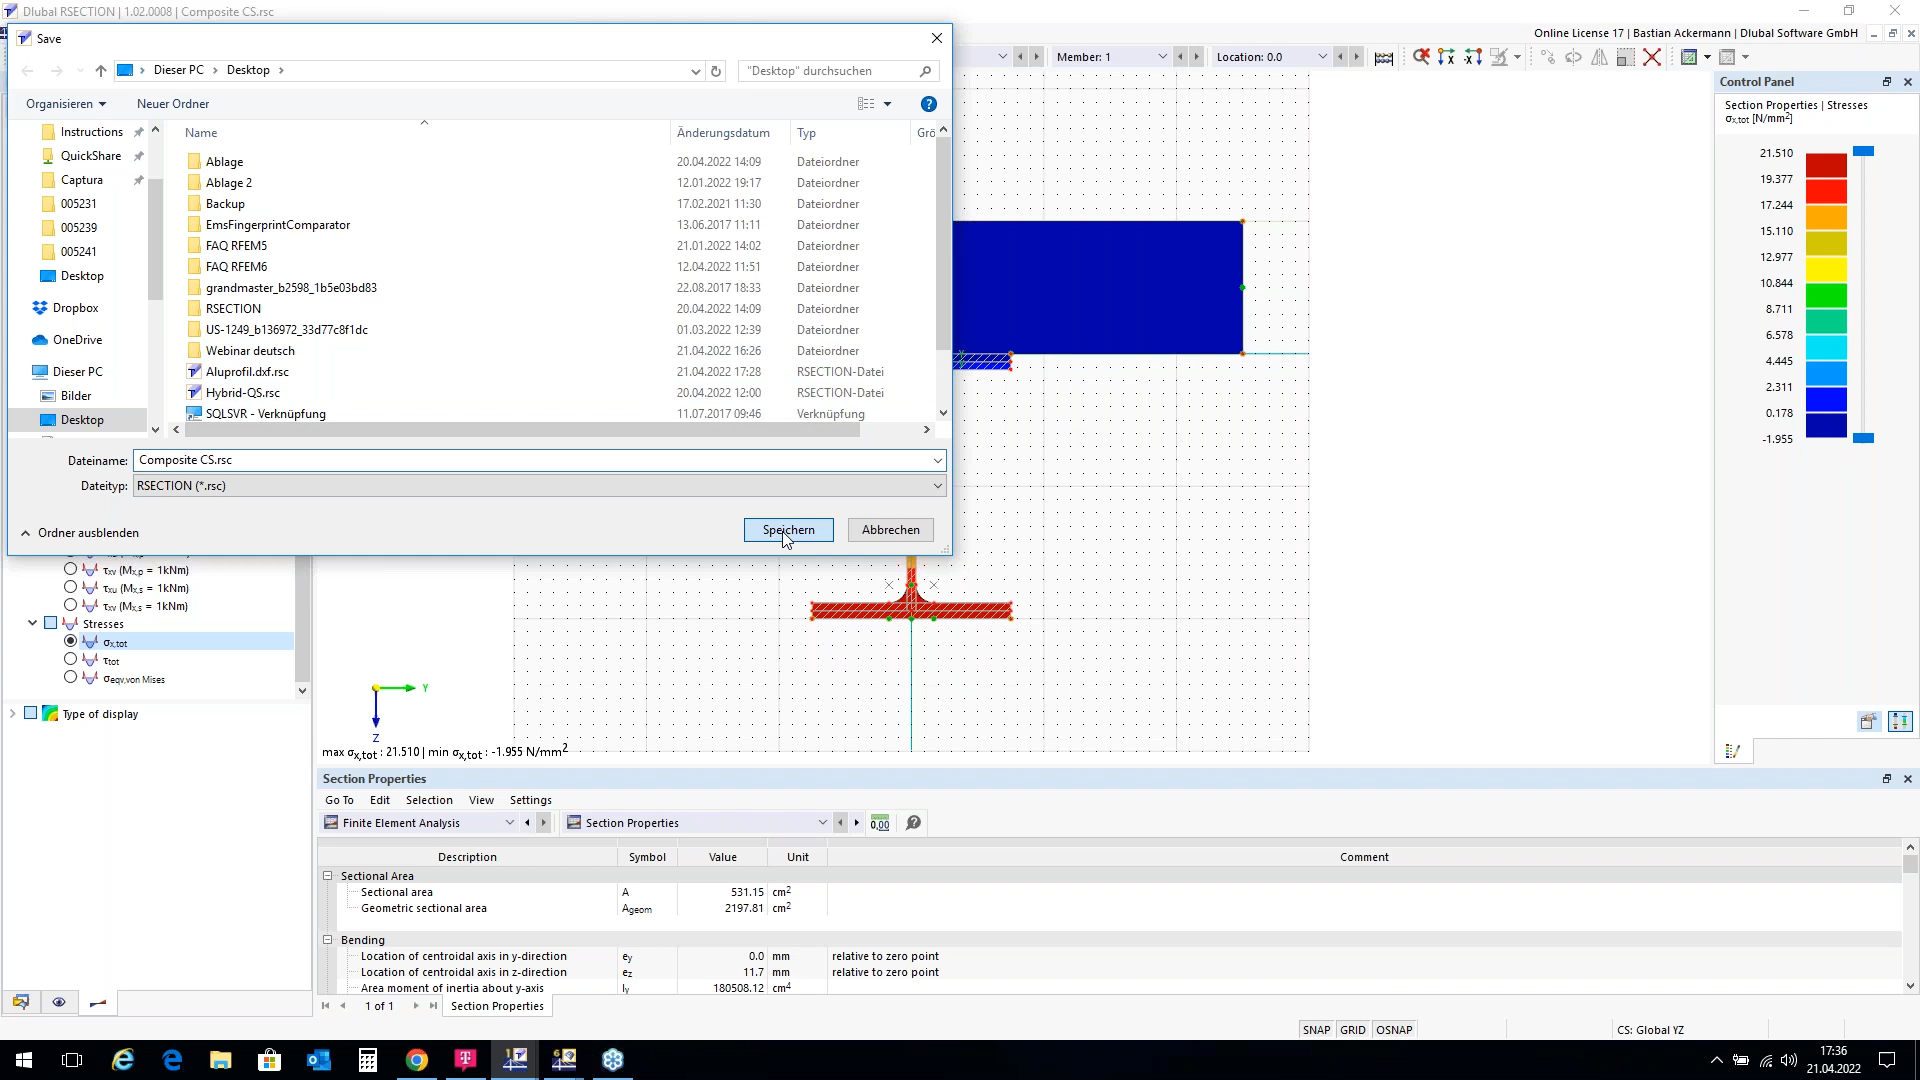 Dlubal RSECTION | 1.02.0008 | Composite CS.rsc
Online License 17 | Bastian Ackermann | Dlubal Software GmbH
Save
Dieser PC > Desktop >
"Desktop" durchsuchen
Member: 1
Location: 0.0
Organisieren
Neuer Ordner
Name
Änderungsdatum
Typ
Grö
Instructions
QuickShare
Captura
005231
005239
005241
Desktop
Dropbox
OneDrive
Dieser PC
Bilder
Desktop
Ablage 20.04.2022 14:09 Dateiordner
Ablage 2 12.01.2022 19:17 Dateiordner
Backup 17.02.2021 11:30 Dateiordner
EmsFingerprintComparator 13.06.2017 11:11 Dateiordner
FAQ RFEM5 21.01.2022 14:02 Dateiordner
FAQ RFEM6 12.04.2022 11:51 Dateiordner
grandmaster_b2598_1b5e03bd83 22.08.2017 18:33 Dateiordner
RSECTION 20.04.2022 14:09 Dateiordner
US-1249_b136972_33d77c8f1dc 01.03.2022 12:39 Dateiordner
Webinar deutsch 21.04.2022 16:26 Dateiordner
Aluprofil.dxf.rsc 21.04.2022 17:28 RSECTION-Datei
Hybrid-QS.rsc 20.04.2022 12:00 RSECTION-Datei
SQLSVR - Verknüpfung 11.07.2017 09:46 Verknüpfung
Dateiname: Composite CS.rsc
Dateityp: RSECTION (*.rsc)
Ordner ausblenden
Speichern
Abbrechen
Control Panel
Section Properties | Stresses
σx,tot [N/mm²]
21.510
19.377
17.244
15.110
12.977
10.844
8.711
6.578
4.445
2.311
0.178
-1.955
τxv (Mx,p = 1kNm)
τxu (Mx,s = 1kNm)
τxv (Mx,s = 1kNm)
Stresses
σx,tot
τtot
σeqv,von Mises
Type of display
Y
Z
max σx,tot : 21.510 | min σx,tot : -1.955 N/mm²
Section Properties
Go To Edit Selection View Settings
Finite Element Analysis
Section Properties
Description Symbol Value Unit Comment
Sectional Area
Sectional area A 531.15 cm²
Geometric sectional area Ageom 2197.81 cm²
Bending
Location of centroidal axis in y-direction ey 0.0 mm relative to zero point
Location of centroidal axis in z-direction ez 11.7 mm relative to zero point
Area moment of inertia about y-axis Iy 180508.12 cm⁴
1 of 1
Section Properties
SNAP GRID OSNAP
CS: Global YZ
17:36
21.04.2022